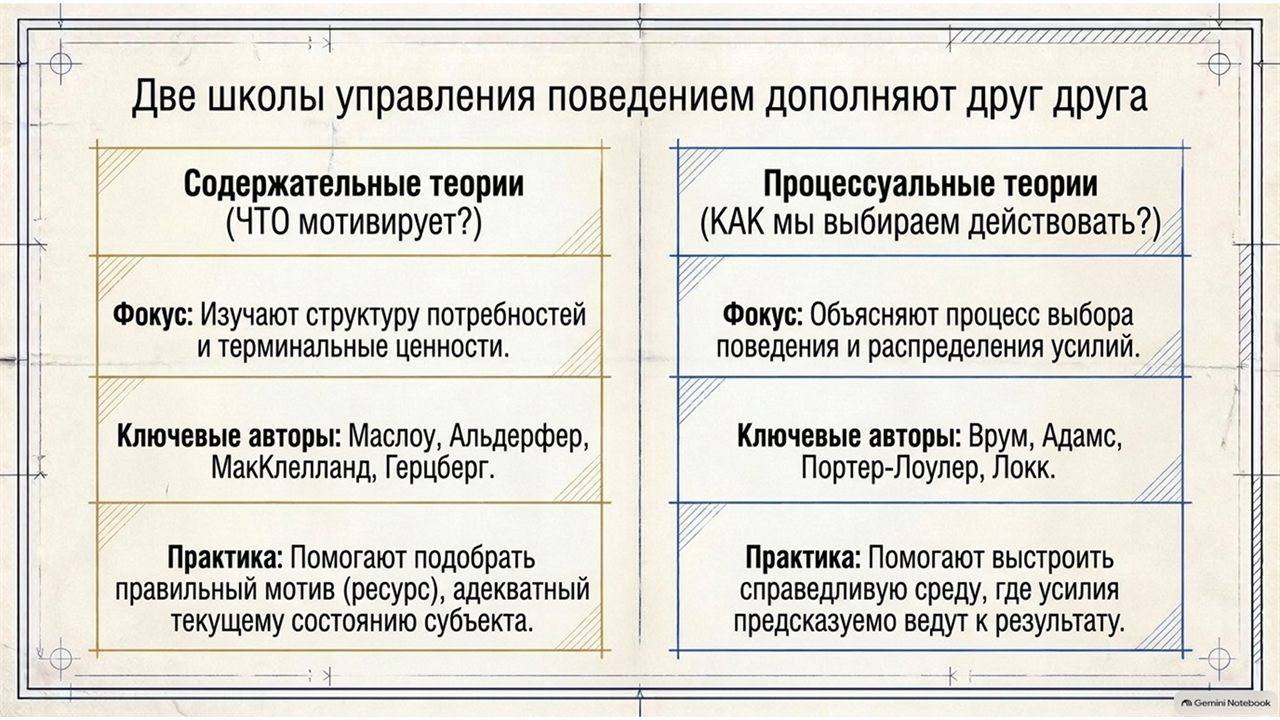 Две школы управления поведением дополняют друг друга
Содержательные теории
(ЧТО мотивирует?)
Фокус: Изучают структуру потребностей
и терминальные ценности.
Ключевые авторы: Маслоу, Альдерфер,
МакКлелланд, Герцберг.
Практика: Помогают подобрать
правильный мотив (ресурс), адекватный
текущему состоянию субъекта.
Процессуальные теории
(КАК мы выбираем действовать?)
Фокус: Объясняют процесс выбора
поведения и распределения усилий.
Ключевые авторы: Врум, Адамс,
Портер-Лоулер, Локк.
Практика: Помогают выстроить
справедливую среду, где усилия
предсказуемо ведут к результату.
Gemini Notebook